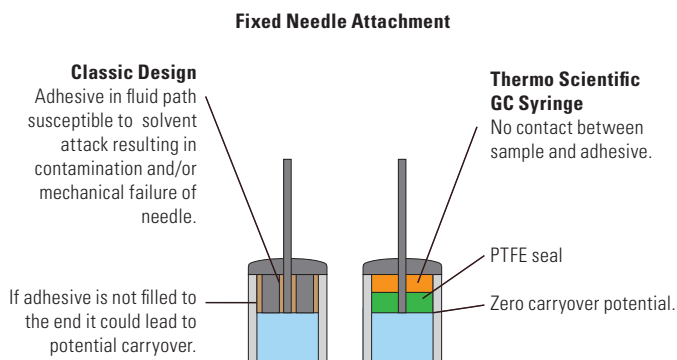 Fixed Needle Attachment
Classic Design
Adhesive in fluid path
susceptible to solvent
attack resulting in
contamination and/or
mechanical failure of
needle.
If adhesive is not filled to
the end it could lead to
potential carryover.
Thermo Scientific
GC Syringe
No contact between
sample and adhesive.
PTFE seal
Zero carryover potential.